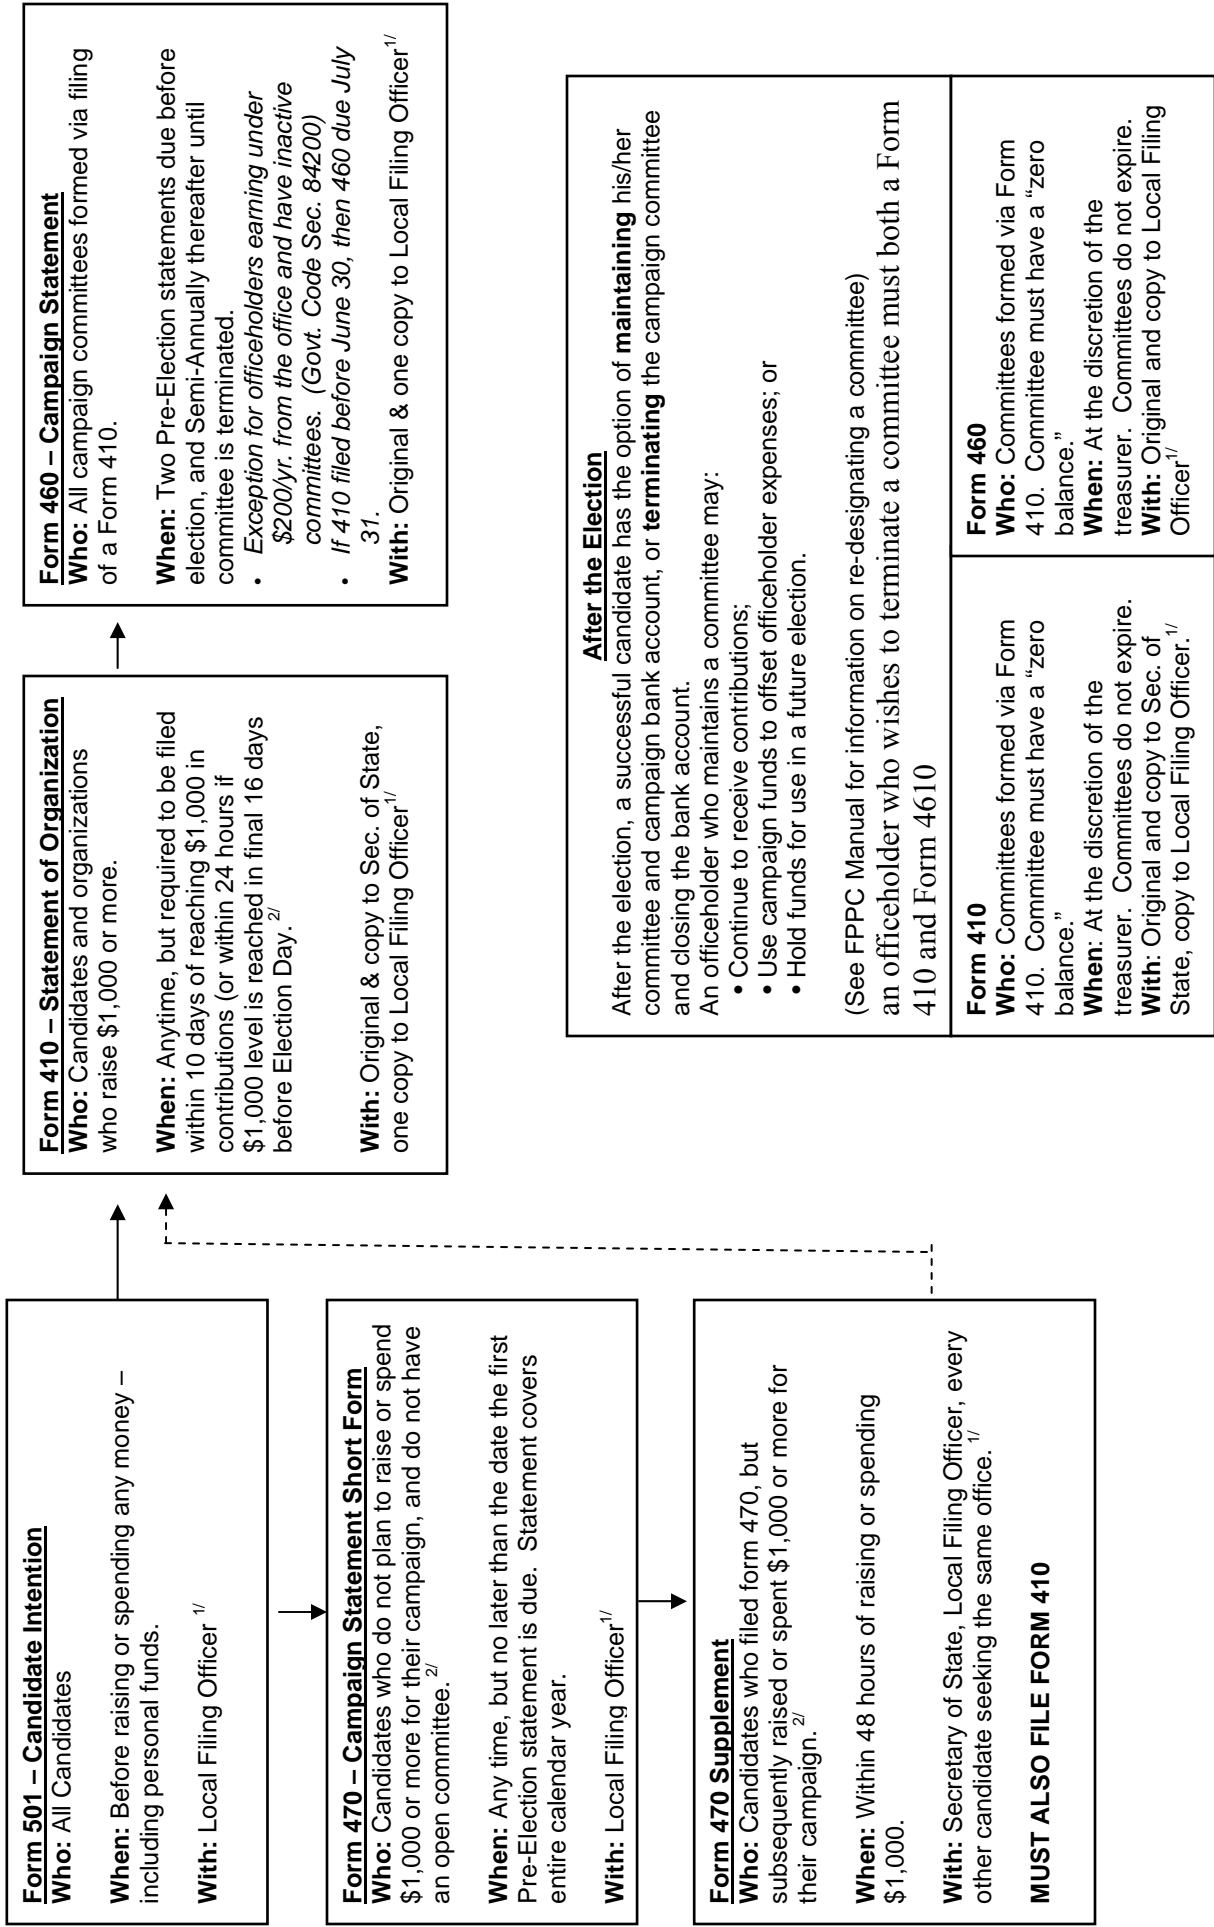 Form 501 – Candidate Intention
Who: All Candidates
When: Before raising or spending any money –
including personal funds.
With: Local Filing Officer 1/
Form 470 – Campaign Statement Short Form
Who: Candidates who do not plan to raise or spend
$1,000 or more for their campaign, and do not have
an open committee. 2/
When: Any time, but no later than the date the first
Pre-Election statement is due. Statement covers
entire calendar year.
With: Local Filing Officer1/
Form 470 Supplement
Who: Candidates who filed form 470, but
subsequently raised or spent $1,000 or more for
their campaign. 2/
When: Within 48 hours of raising or spending
$1,000.
With: Secretary of State, Local Filing Officer, every
other candidate seeking the same office. 1/
MUST ALSO FILE FORM 410
Form 410 – Statement of Organization
Who: Candidates and organizations
who raise $1,000 or more.
When: Anytime, but required to be filed
within 10 days of reaching $1,000 in
contributions (or within 24 hours if
$1,000 level is reached in final 16 days
before Election Day. 2/
With: Original & copy to Sec. of State,
one copy to Local Filing Officer1/
Form 460 – Campaign Statement
Who: All campaign committees formed via filing
of a Form 410.
When: Two Pre-Election statements due before
election, and Semi-Annually thereafter until
committee is terminated.
• Exception for officeholders earning under
$200/yr. from the office and have inactive
committees. (Govt. Code Sec. 84200)
• If 410 filed before June 30, then 460 due July
31.
With: Original & one copy to Local Filing Officer1/
After the Election
After the election, a successful candidate has the option of maintaining his/her
committee and campaign bank account, or terminating the campaign committee
and closing the bank account.
An officeholder who maintains a committee may:
• Continue to receive contributions;
• Use campaign funds to offset officeholder expenses; or
• Hold funds for use in a future election.
(See FPPC Manual for information on re-designating a committee)
an officeholder who wishes to terminate a committee must both a Form
410 and Form 4610
Form 410
Who: Committees formed via Form
410. Committee must have a “zero
balance.”
When: At the discretion of the
treasurer. Committees do not expire.
With: Original and copy to Sec. of
State, copy to Local Filing Officer.1/
Form 460
Who: Committees formed via Form
410. Committee must have a “zero
balance.”
When: At the discretion of the
treasurer. Committees do not expire.
With: Original and copy to Local Filing
Officer1/